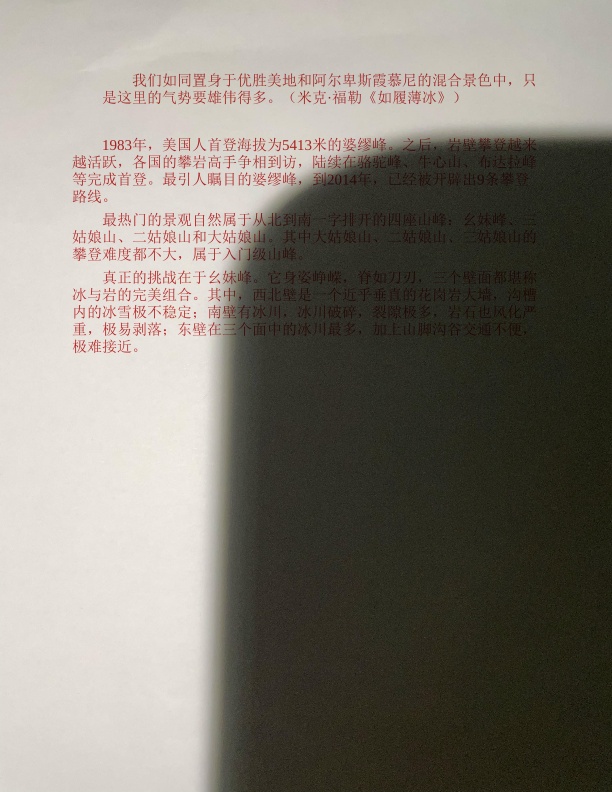 我们如同置身于优胜美地和阿尔卑斯霞慕尼的混合景色中，只
是这里的气势要雄伟得多。（米克·福勒《如履薄冰》）
1983年，美国人首登海拔为5413米的婆缪峰。之后，岩壁攀登越来
越活跃，各国的攀岩高手争相到访，陆续在骆驼峰、牛心山、布达拉峰
等完成首登。最引人瞩目的婆缪峰，到2014年，已经被开辟出9条攀登
路线。
最热门的景观自然属于从北到南一字排开的四座山峰：幺妹峰、三
姑娘山、二姑娘山和大姑娘山。其中大姑娘山、二姑娘山、三姑娘山的
攀登难度都不大，属于入门级山峰。
真正的挑战在于幺妹峰。它身姿峥嵘，脊如刀刃，三个壁面都堪称
冰与岩的完美组合。其中，西北壁是一个近乎垂直的花岗岩大墙，沟槽
内的冰雪极不稳定；南壁有冰川，冰川破碎，裂隙极多，岩石也风化严
重，极易剥落；东壁在三个面中的冰川最多，加上山脚沟谷交通不便，
极难接近。